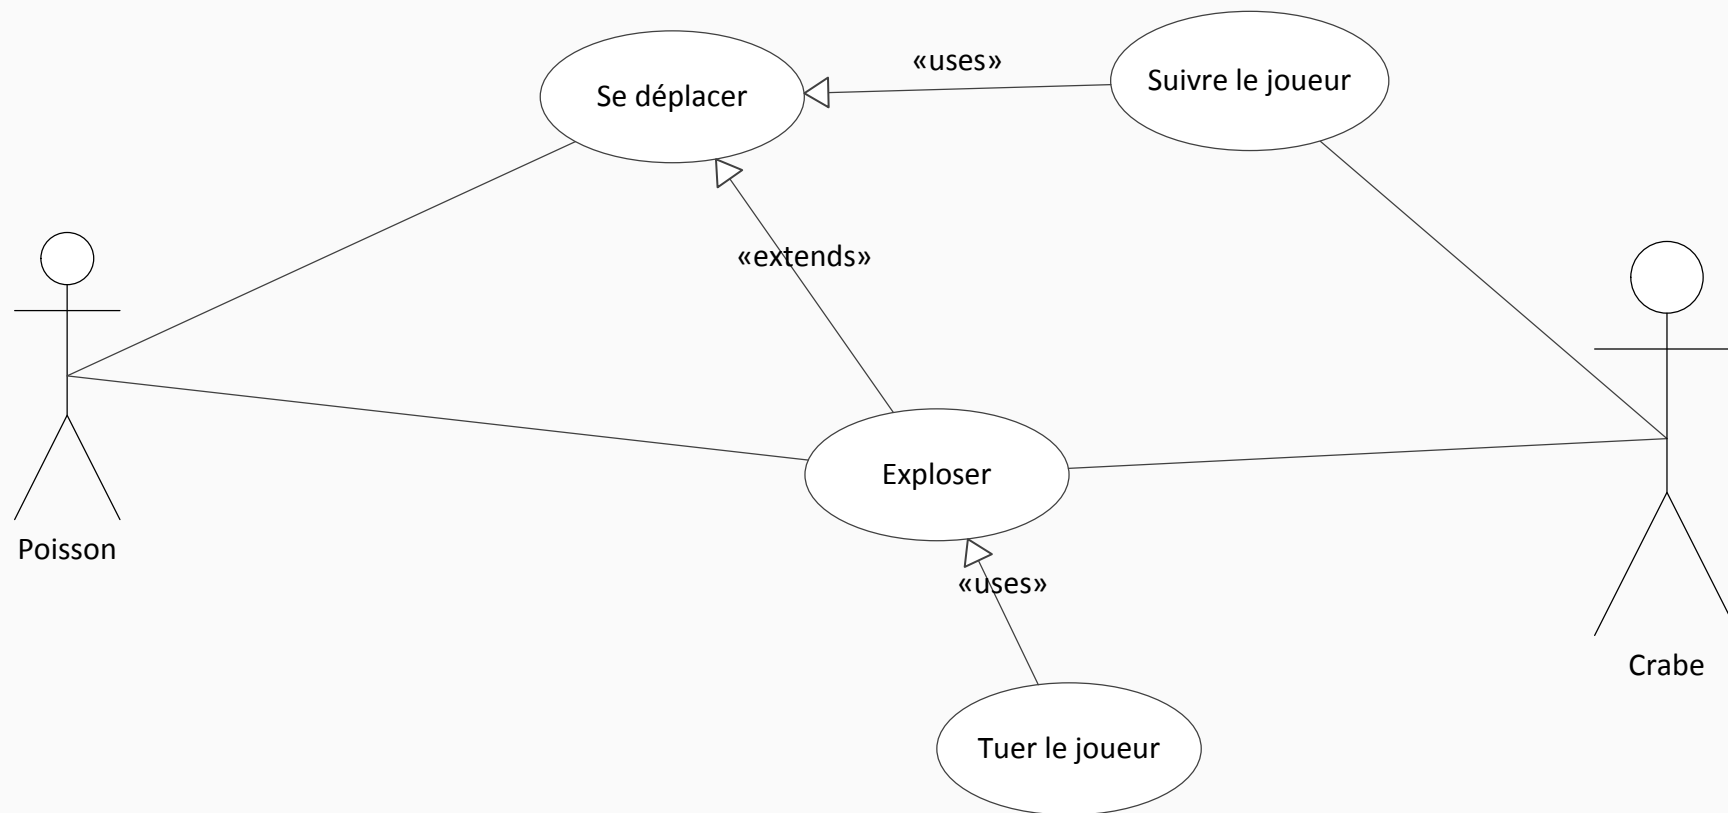 «uses»
Suivre le joueur
Se déplacer
«extends»
Exploser
Poisson
«uses»
Crabe
Tuer le joueur